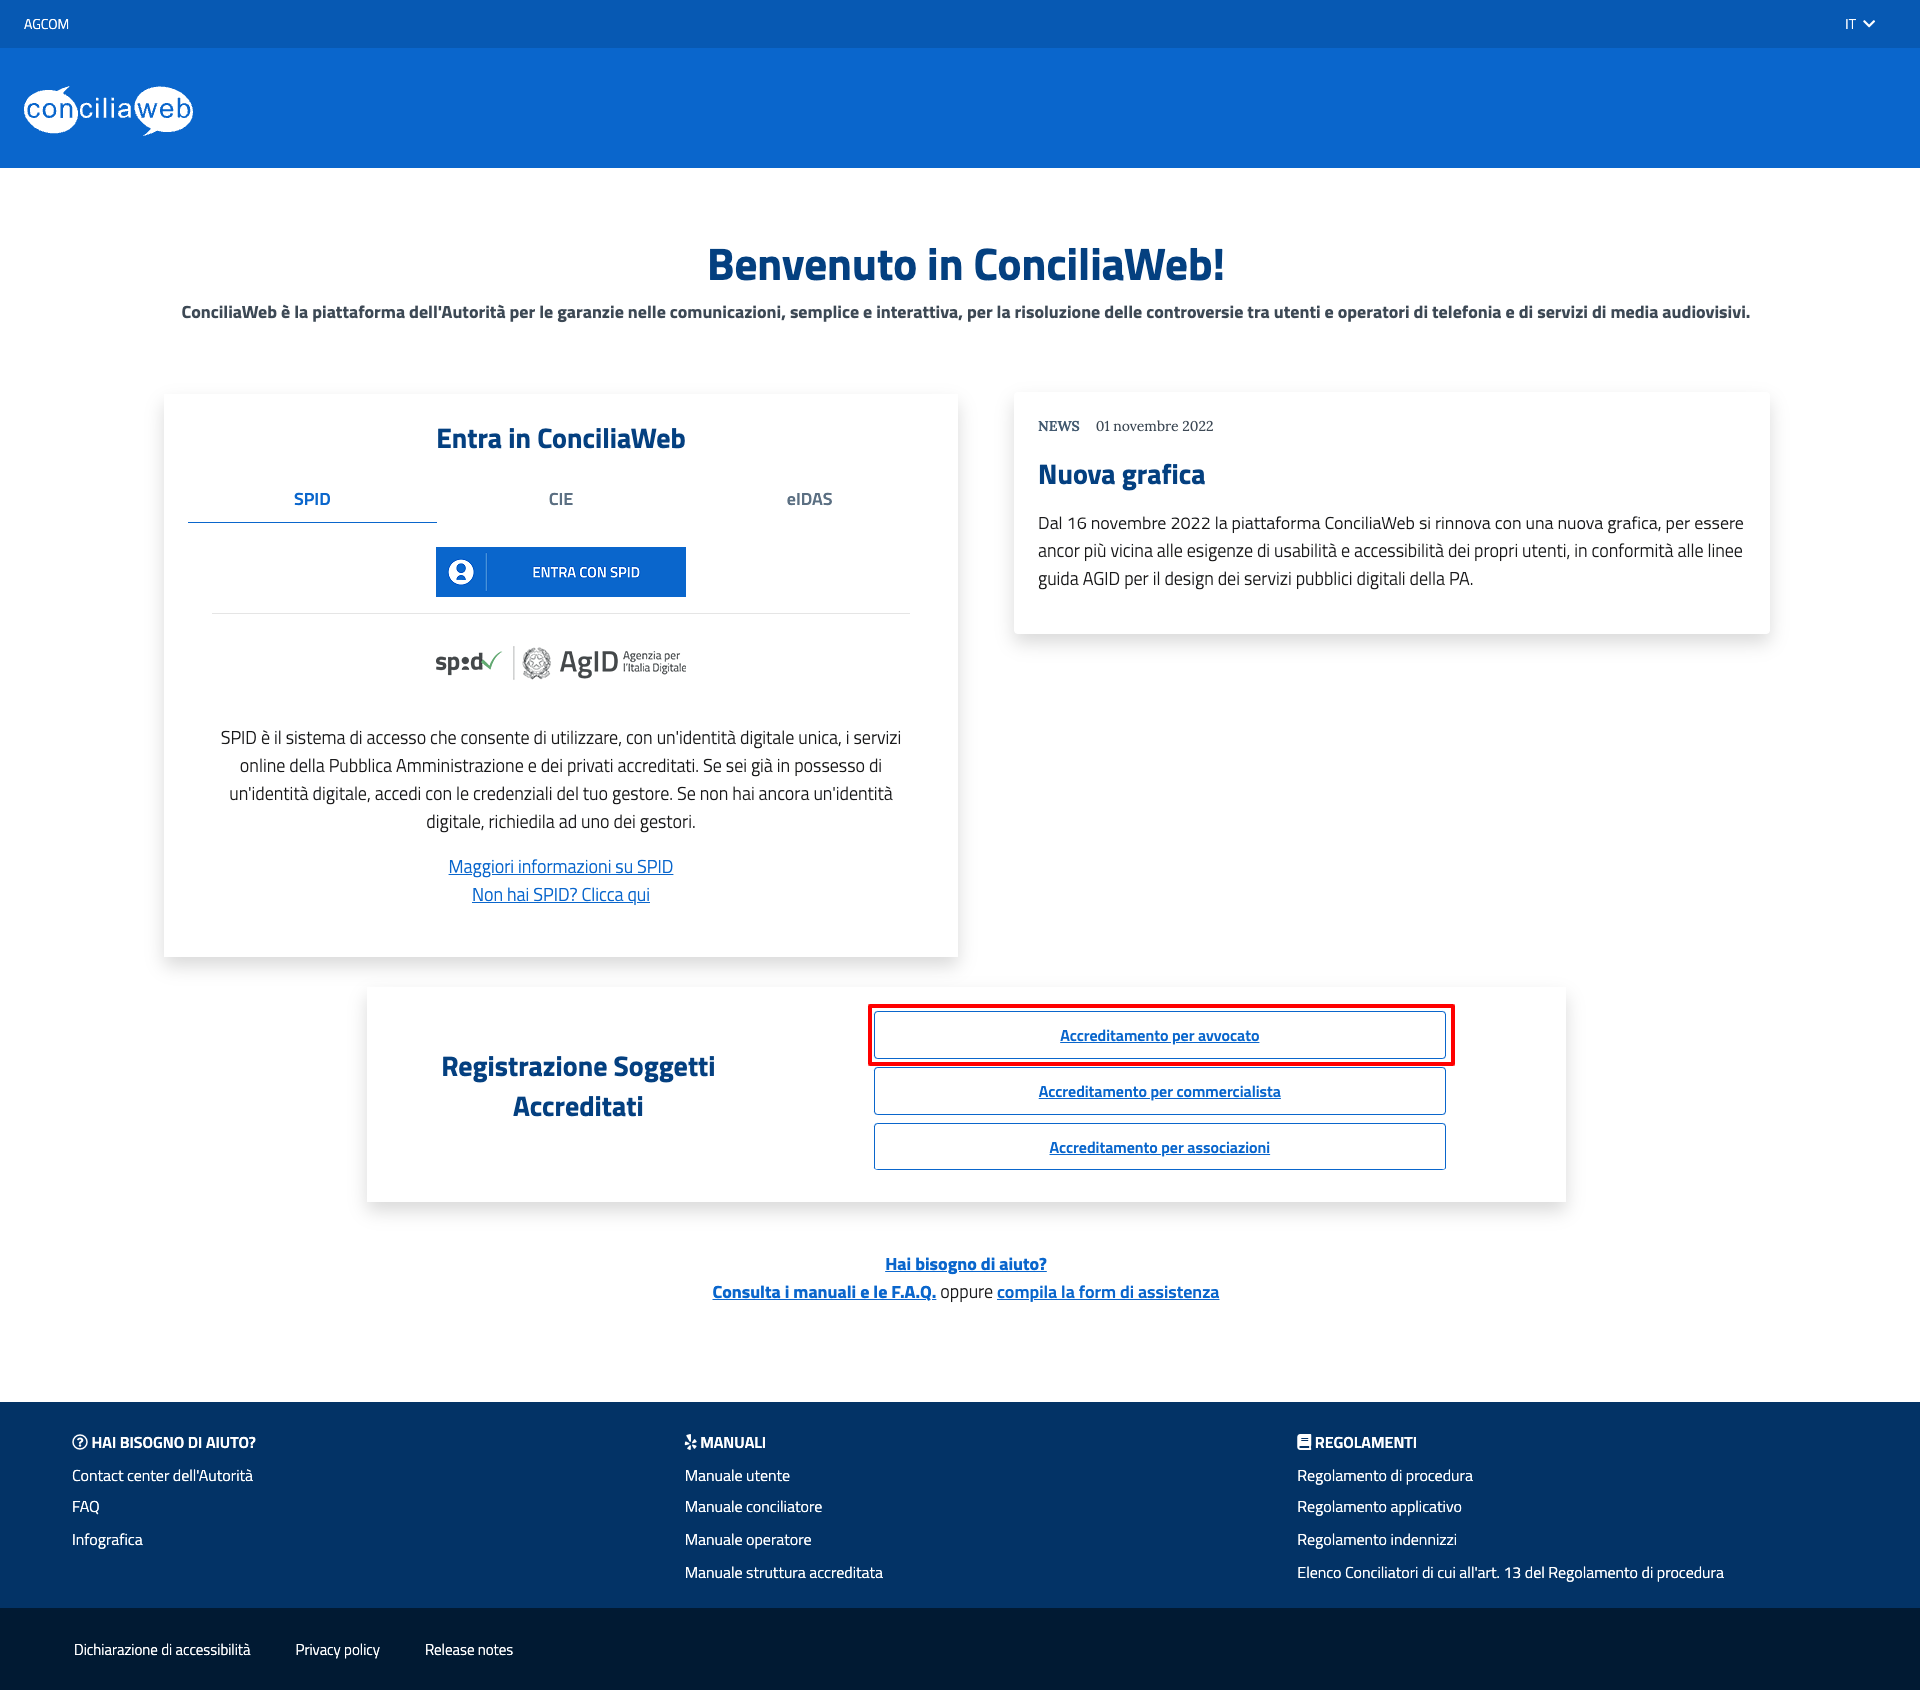 AGCOM
IT
conciliaweb
Benvenuto in ConciliaWeb!
ConciliaWeb è la piattaforma dell'Autorità per le garanzie nelle comunicazioni, semplice e interattiva, per la risoluzione delle controversie tra utenti e operatori di telefonia e di servizi di media audiovisivi.
Entra in ConciliaWeb
SPID
CIE
eIDAS
ENTRA CON SPID
spid
AgID
Agenzia per
l'Italia Digitale
SPID è il sistema di accesso che consente di utilizzare, con un'identità digitale unica, i servizi
online della Pubblica Amministrazione e dei privati accreditati. Se sei già in possesso di
un'identità digitale, accedi con le credenziali del tuo gestore. Se non hai ancora un'identità
digitale, richiedila ad uno dei gestori.
Maggiori informazioni su SPID
Non hai SPID? Clicca qui
NEWS 01 novembre 2022
Nuova grafica
Dal 16 novembre 2022 la piattaforma ConciliaWeb si rinnova con una nuova grafica, per essere
ancor più vicina alle esigenze di usabilità e accessibilità dei propri utenti, in conformità alle linee
guida AGID per il design dei servizi pubblici digitali della PA.
Registrazione Soggetti
Accreditati
Accreditamento per avvocato
Accreditamento per commercialista
Accreditamento per associazioni
Hai bisogno di aiuto?
Consulta i manuali e le F.A.Q. oppure compila la form di assistenza
HAI BISOGNO DI AIUTO?
Contact center dell'Autorità
FAQ
Infografica
MANUALI
Manuale utente
Manuale conciliatore
Manuale operatore
Manuale struttura accreditata
REGOLAMENTI
Regolamento di procedura
Regolamento applicativo
Regolamento indennizzi
Elenco Conciliatori di cui all'art. 13 del Regolamento di procedura
Dichiarazione di accessibilità
Privacy policy
Release notes